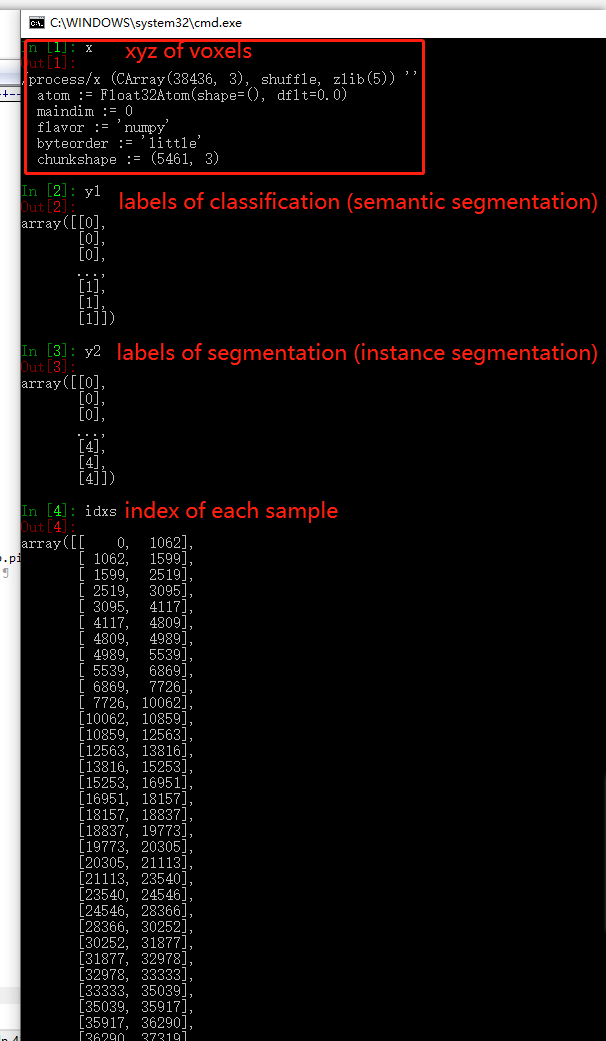 C:\WINDOWS\system32\cmd.exe
In [1]: x
xyz of voxels
Out[1]:
/process/x (CArray(38436, 3), shuffle, zlib(5)) ''
atom := Float32Atom(shape=(), dflt=0.0)
maindim := 0
flavor := 'numpy'
byteorder := 'little'
chunkshape := (5461, 3)
In [2]: y1
labels of classification (semantic segmentation)
Out[2]:
array([[0],
[0],
[0],
...,
[1],
[1],
[1]])
In [3]: y2
labels of segmentation (instance segmentation)
Out[3]:
array([[0],
[0],
[0],
...,
[4],
[4],
[4]])
In [4]: idxs
index of each sample
Out[4]:
array([[    0,  1062],
[ 1062,  1599],
[ 1599,  2519],
[ 2519,  3095],
[ 3095,  4117],
[ 4117,  4809],
[ 4809,  4989],
[ 4989,  5539],
[ 5539,  6869],
[ 6869,  7726],
[ 7726, 10062],
[10062, 10859],
[10859, 12563],
[12563, 13816],
[13816, 15253],
[15253, 16951],
[16951, 18157],
[18157, 18837],
[18837, 19773],
[19773, 20305],
[20305, 21113],
[21113, 23540],
[23540, 24546],
[24546, 28366],
[28366, 30252],
[30252, 31877],
[31877, 32978],
[32978, 33333],
[33333, 35039],
[35039, 35917],
[35917, 36290],
[36290, 37319],